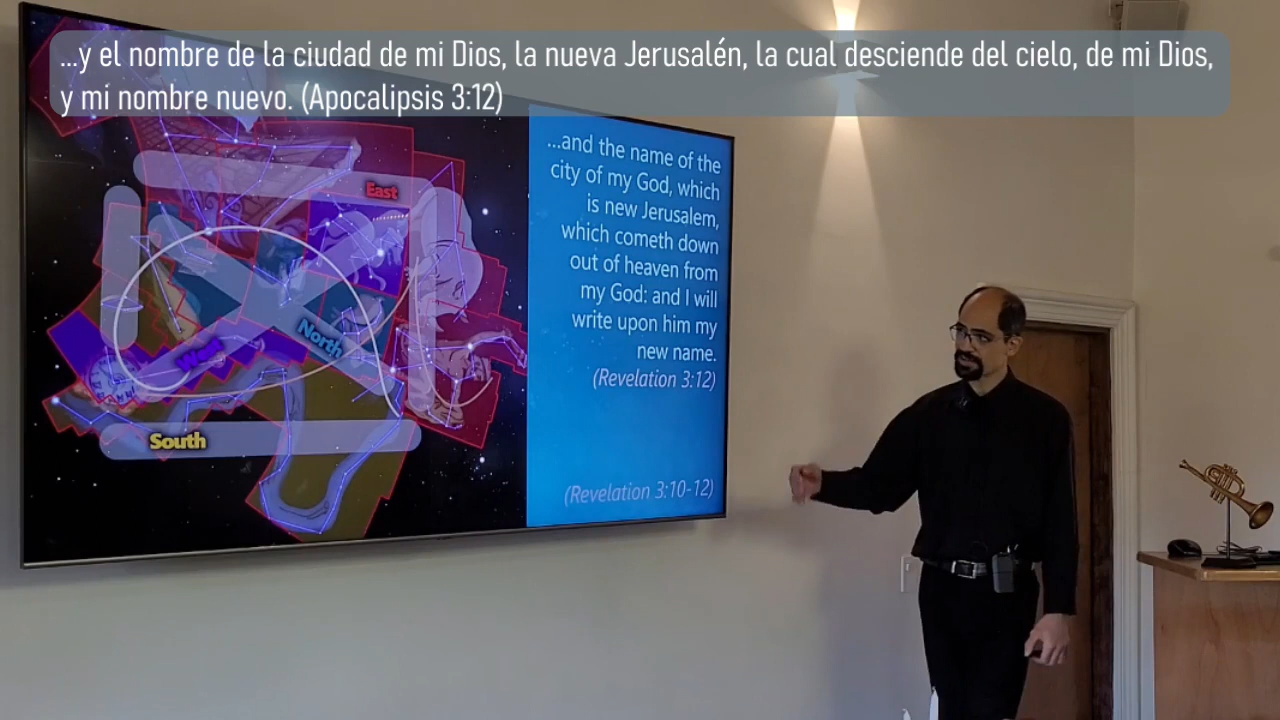 ...y el nombre de la ciudad de mi Dios, la nueva Jerusalén, la cual desciende del cielo, de mi Dios,
y mi nombre nuevo. (Apocalipsis 3:12)
...and the name of the
city of my God, which
is new Jerusalem,
which cometh down
out of heaven from
my God: and I will
write upon him my
new name.
(Revelation 3:12)
(Revelation 3:10-12)
East
North
West
South